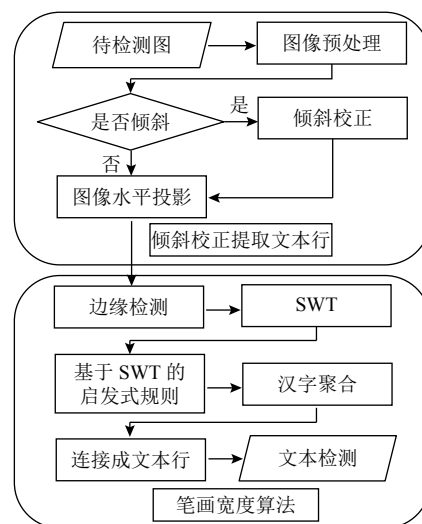 待检测图
图像预处理
是否倾斜
是
倾斜校正
否
图像水平投影
倾斜校正提取文本行
边缘检测
SWT
基于 SWT 的
启发式规则
汉字聚合
连接成文本行
文本检测
笔画宽度算法